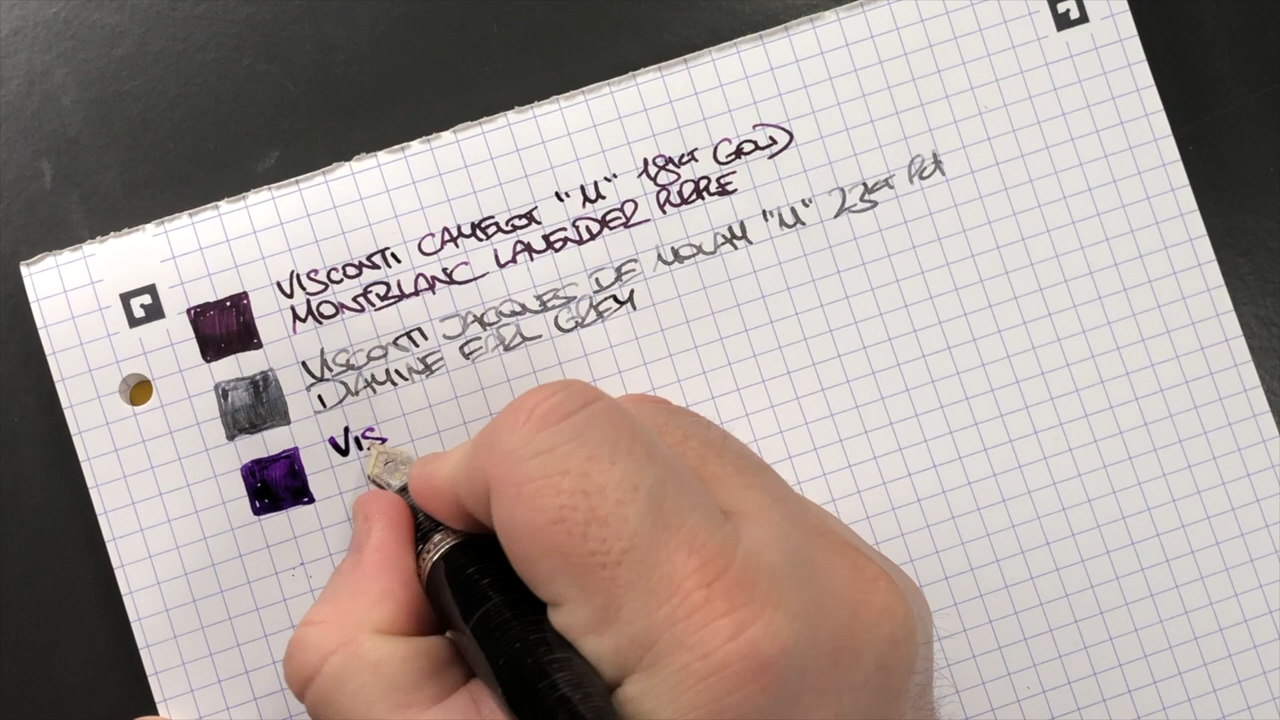 VISCONTI CAMELOT "M" 18kt GOLD
MONTBLANC LAVENDER PURPLE
VISCONTI JACQUES DE MOLAY "M" 23kt Pd
DIAMINE EARL GREY
VIS